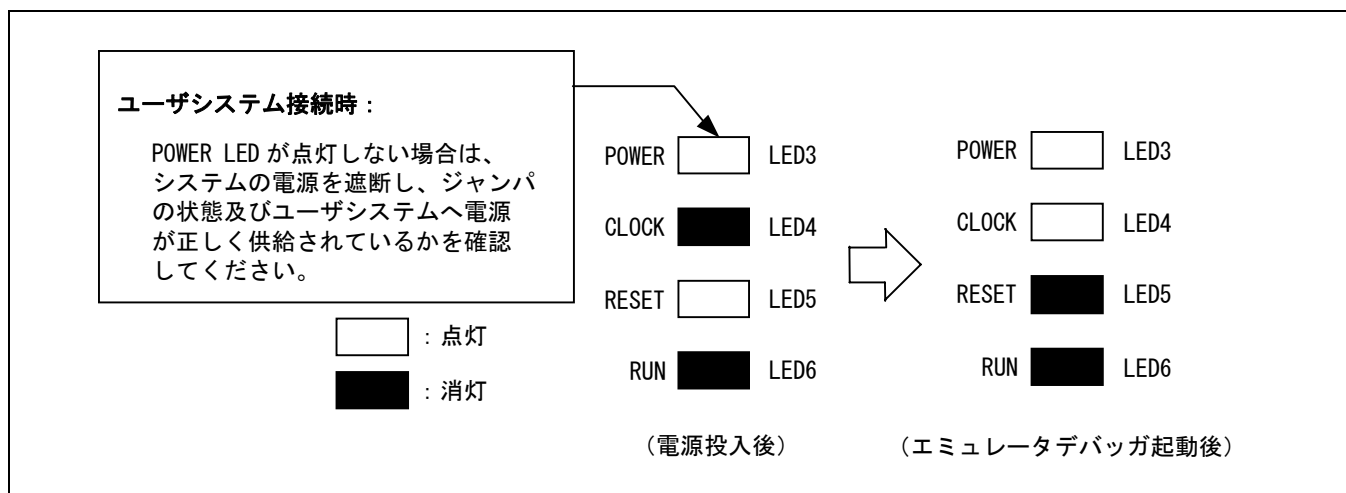 ユーザシステム接続時：
POWER LED が点灯しない場合は、
システムの電源を遮断し、ジャンパ
の状態及びユーザシステムへ電源
が正しく供給されているかを確認
してください。
POWER LED3
CLOCK LED4
RESET LED5
RUN LED6
（電源投入後）
POWER LED3
CLOCK LED4
RESET LED5
RUN LED6
（エミュレータデバッガ起動後）
：点灯
：消灯